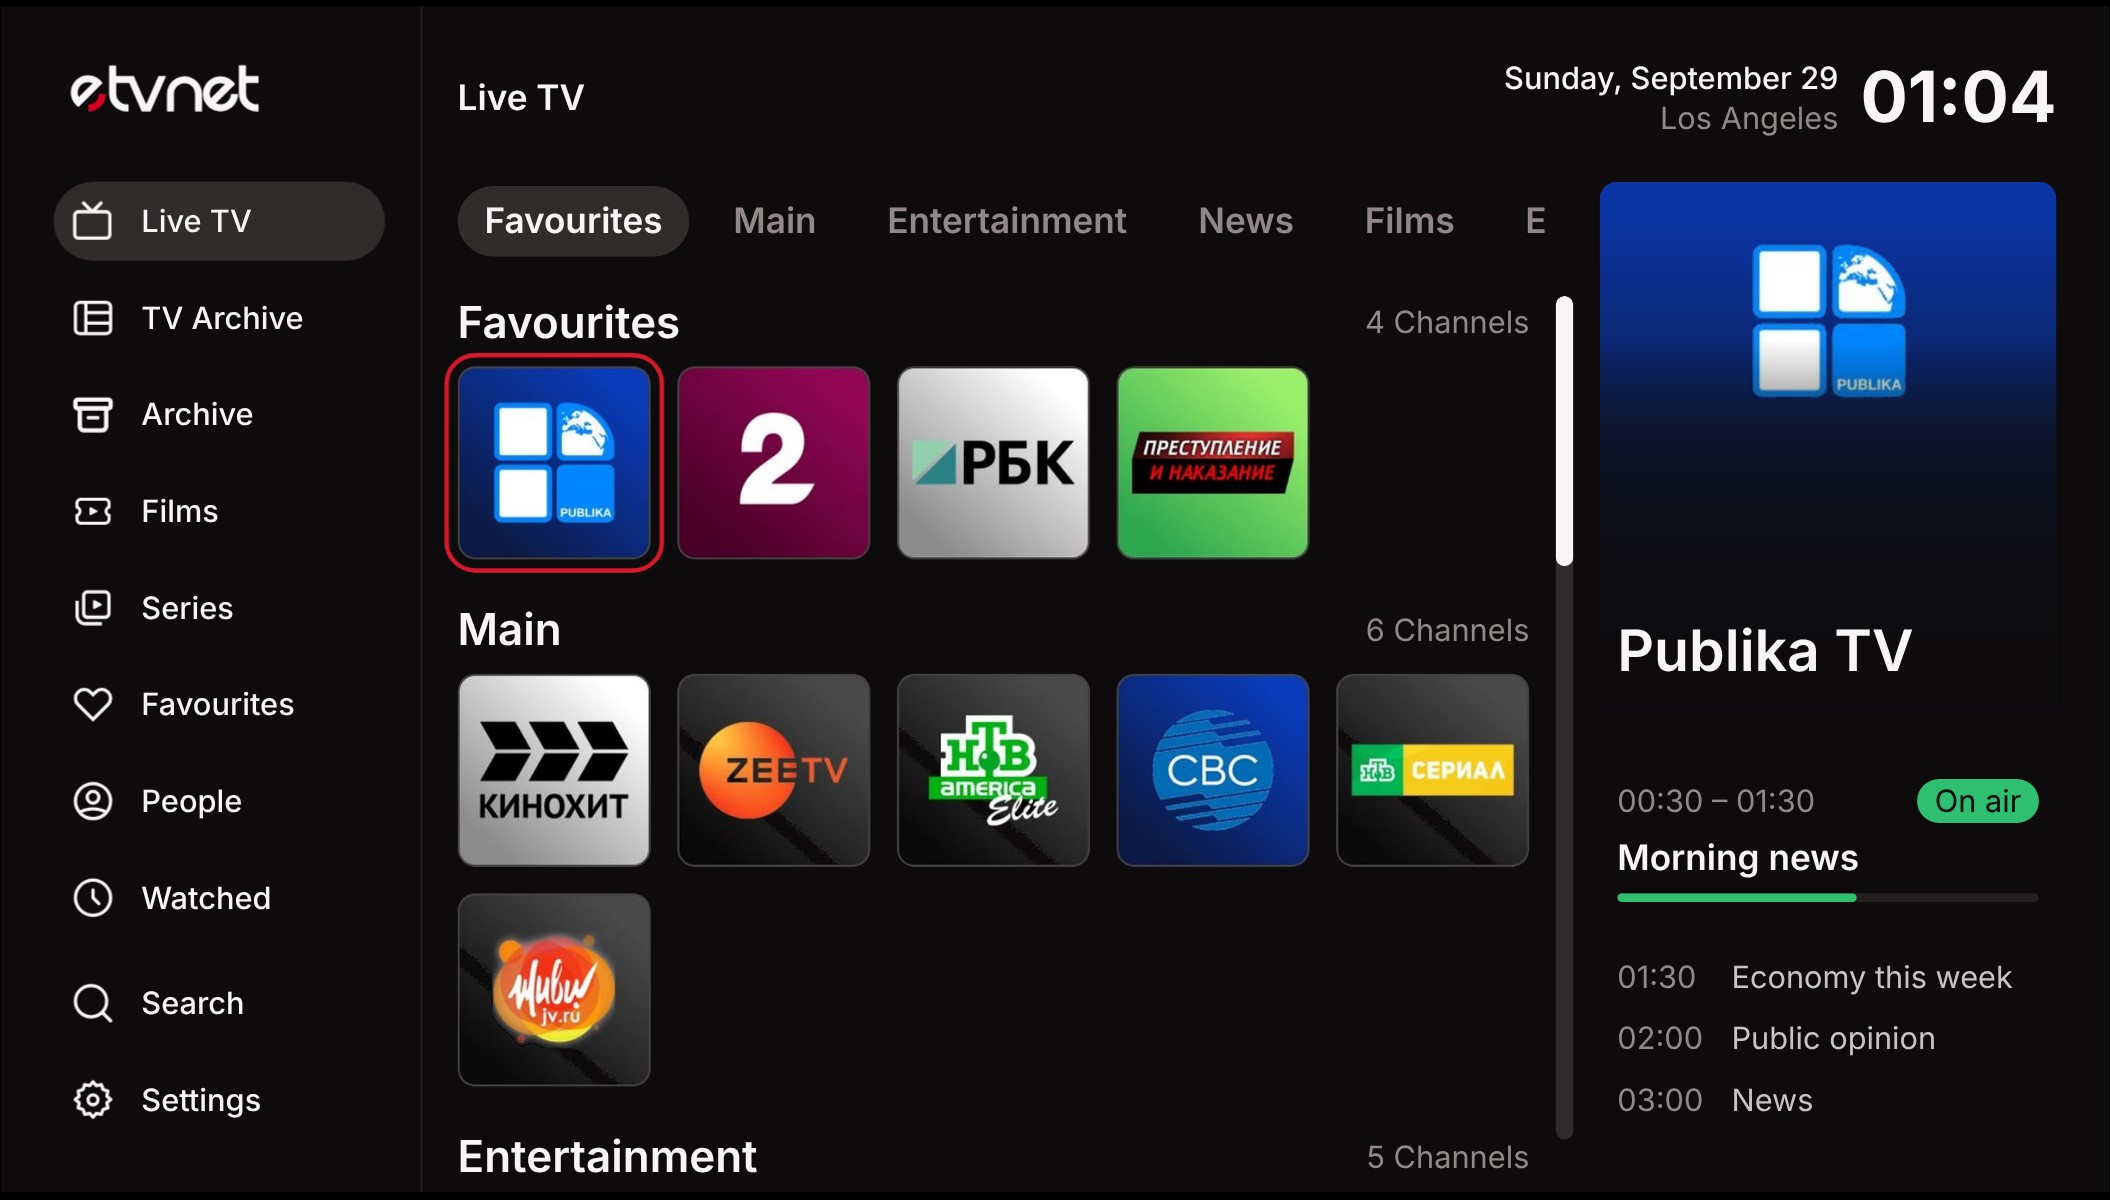 etvnet
Live TV
Sunday, September 29
Los Angeles
01:04
Live TV
TV Archive
Archive
Films
Series
Favourites
People
Watched
Search
Settings
Favourites Main Entertainment News Films E
Favourites
4 Channels
PUBLIKA
2
РБК
ПРЕСТУПЛЕНИЕ
И НАКАЗАНИЕ
Main
6 Channels
КИНОХИТ
ZEETV
НТВ
AMERICA
Elite
CBC
НТВ СЕРИАЛ
Живи
jv.ru
Entertainment
5 Channels
PUBLIKA
Publika TV
00:30 – 01:30
On air
Morning news
01:30 Economy this week
02:00 Public opinion
03:00 News